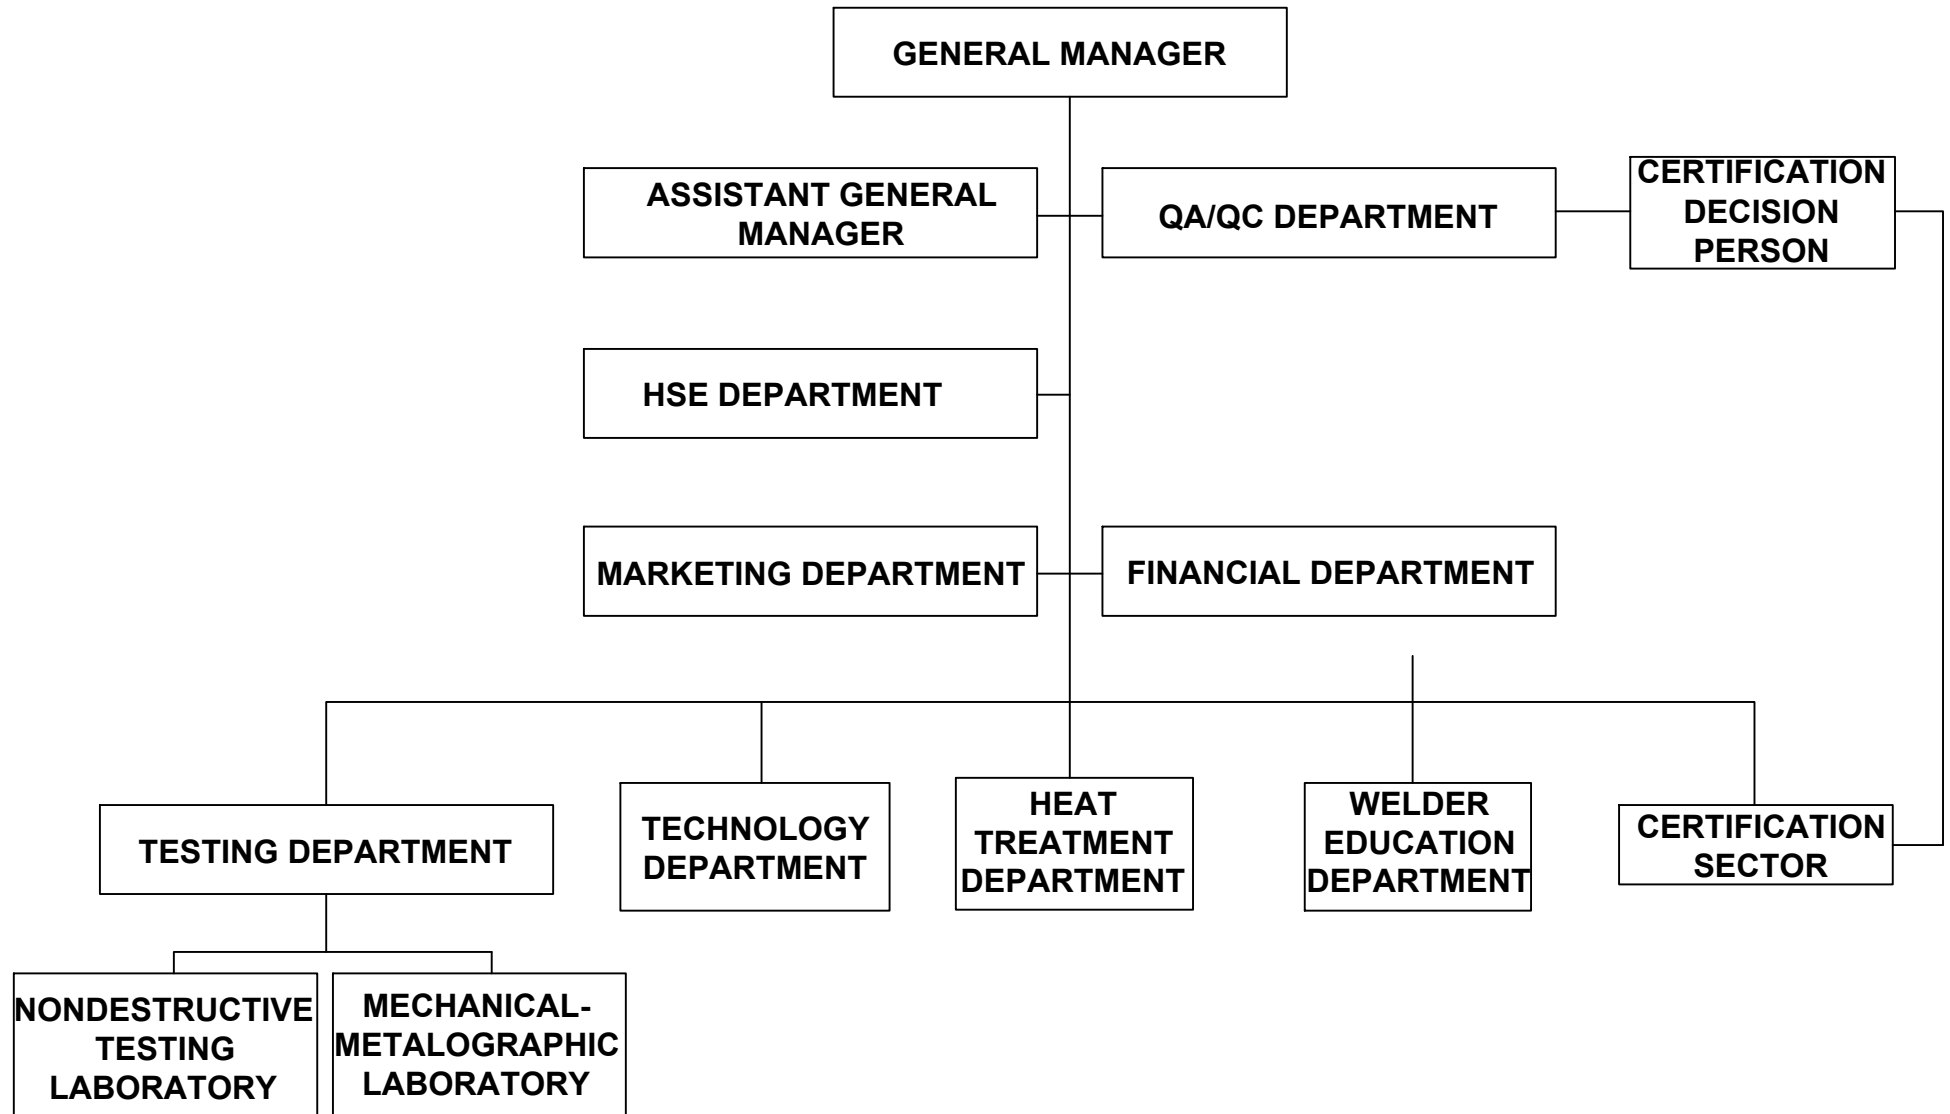 GENERAL MANAGER
ASSISTANT GENERAL
MANAGER
QA/QC DEPARTMENT
CERTIFICATION
DECISION
PERSON
HSE DEPARTMENT
MARKETING DEPARTMENT
FINANCIAL DEPARTMENT
TESTING DEPARTMENT
TECHNOLOGY
DEPARTMENT
HEAT
TREATMENT
DEPARTMENT
WELDER
EDUCATION
DEPARTMENT
CERTIFICATION
SECTOR
NONDESTRUCTIVE
TESTING
LABORATORY
MECHANICAL-
METALOGRAPHIC
LABORATORY